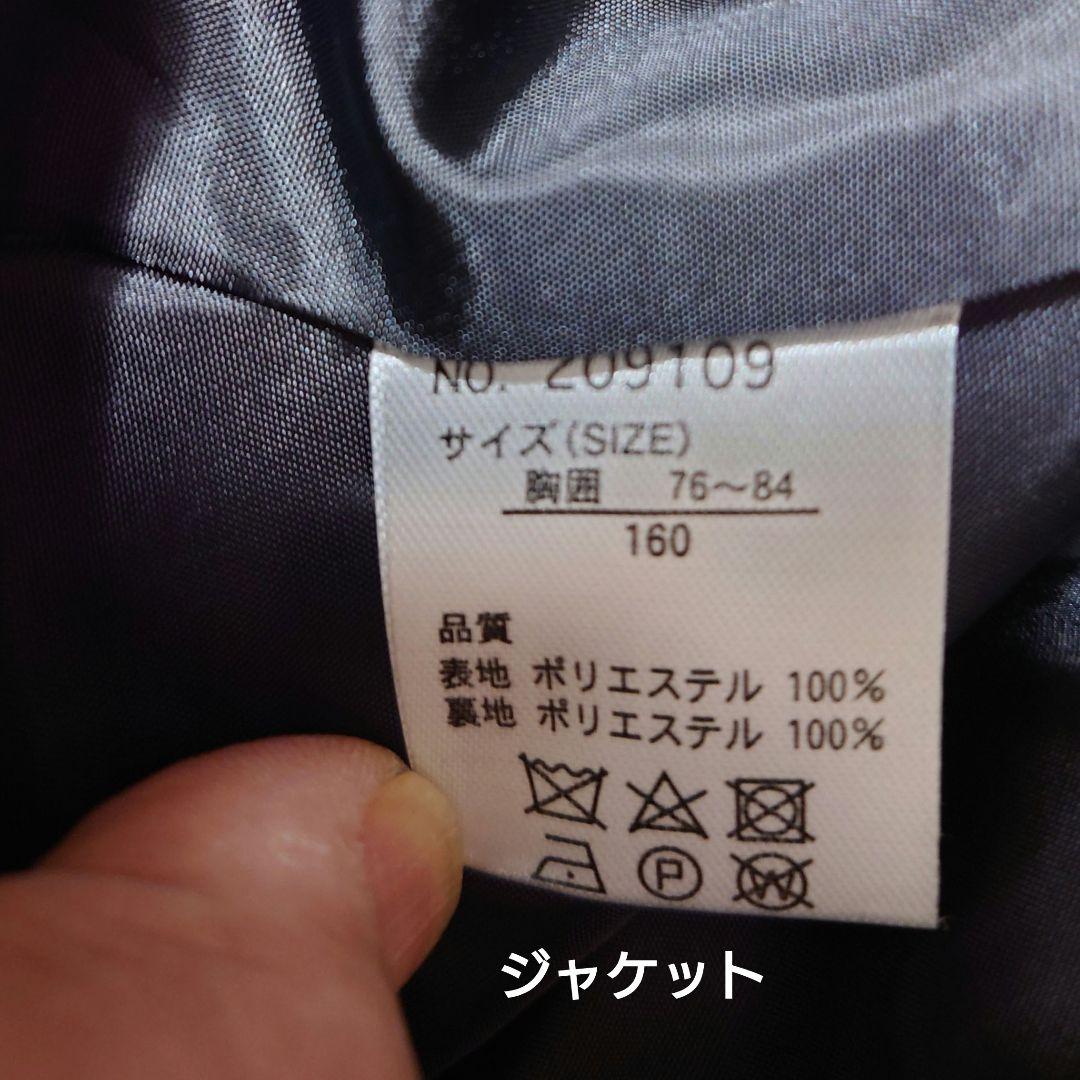 NO. 209109
サイズ(SIZE)
胸囲 76～84
160
品質
表地 ポリエステル 100%
裏地 ポリエステル 100%
P W
ジャケット